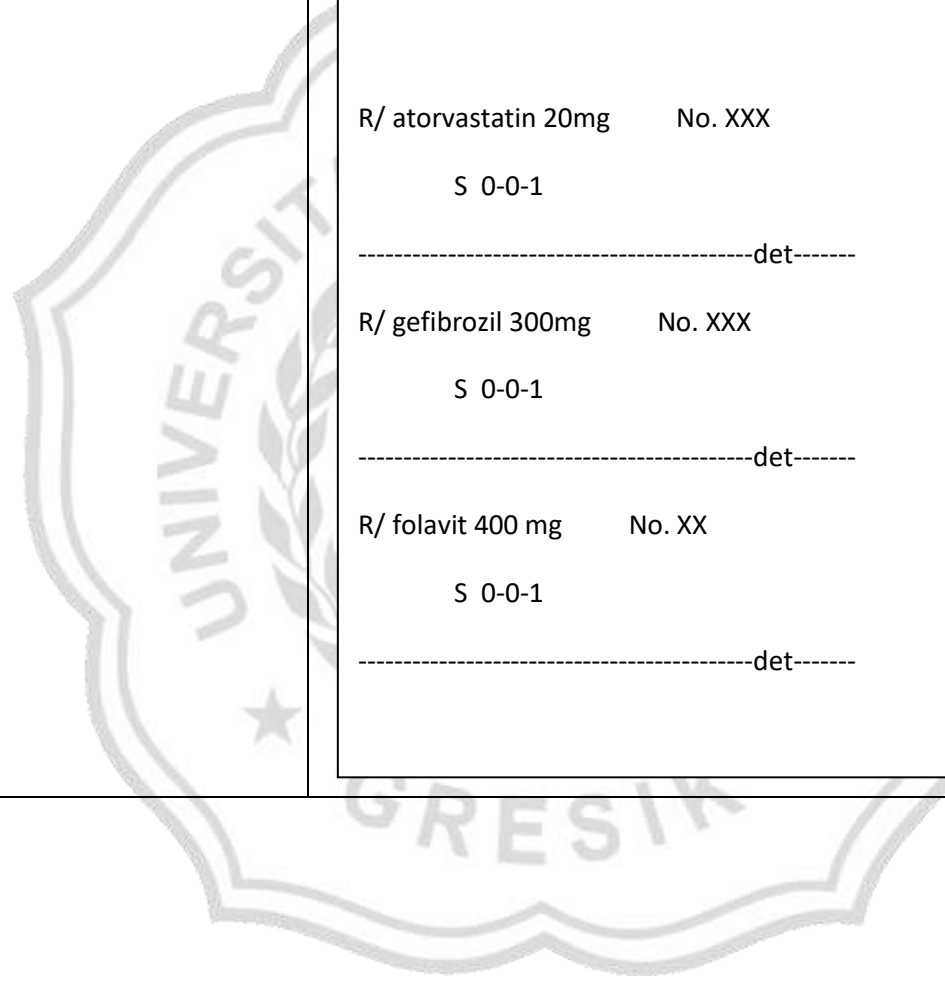 R/ atorvastatin 20mg No. XXX
S 0-0-1
--------------------------------------------det-------
R/ gefibrozil 300mg No. XXX
S 0-0-1
--------------------------------------------det-------
R/ folavit 400 mg No. XX
S 0-0-1
--------------------------------------------det-------
UNIVERSIT
GRESIK